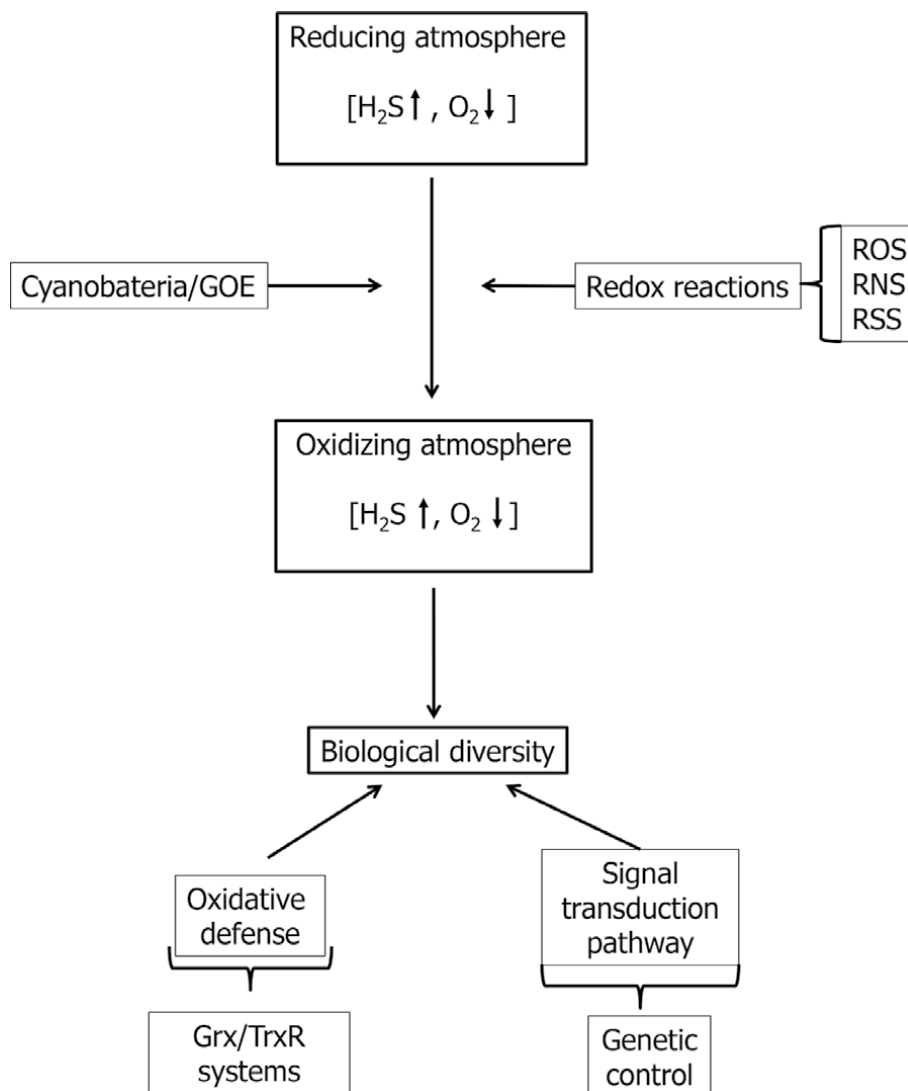 Reducing atmosphere
[H₂S ↑ , O₂ ↓ ]
Cyanobateria/GOE
Redox reactions
ROS
RNS
RSS
Oxidizing atmosphere
[H₂S ↑, O₂ ↓]
Biological diversity
Oxidative
defense
Signal
transduction
pathway
Grx/TrxR
systems
Genetic
control